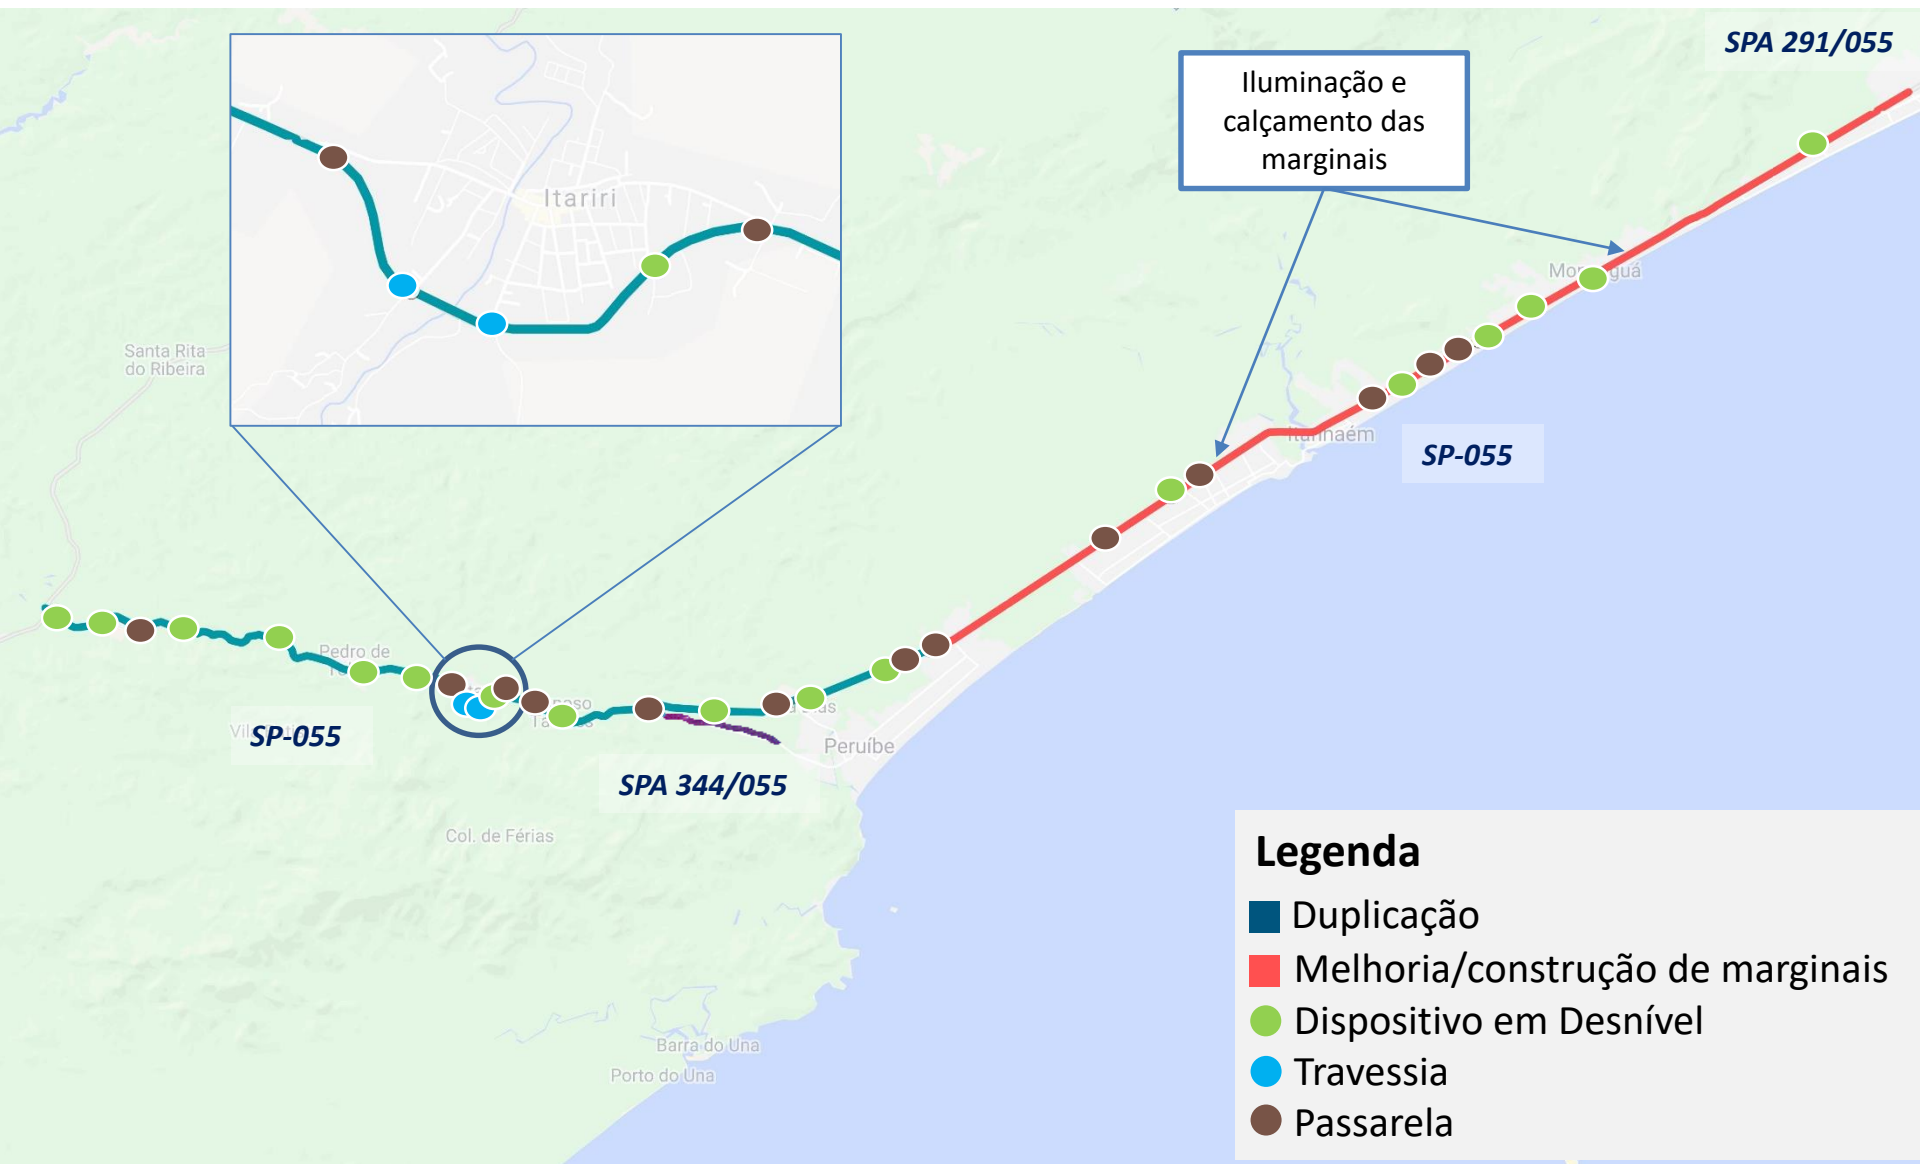 SPA 291/055
Iluminação e
calçamento das
marginais
Itariri
Santa Rita
do Ribeira
Itanhaém
SP-055
Pedro de
SP-055
Peruíbe
SPA 344/055
Col. de Férias
Barra do Una
Porto do Una
Legenda
Duplicação
Melhoria/construção de marginais
Dispositivo em Desnível
Travessia
Passarela